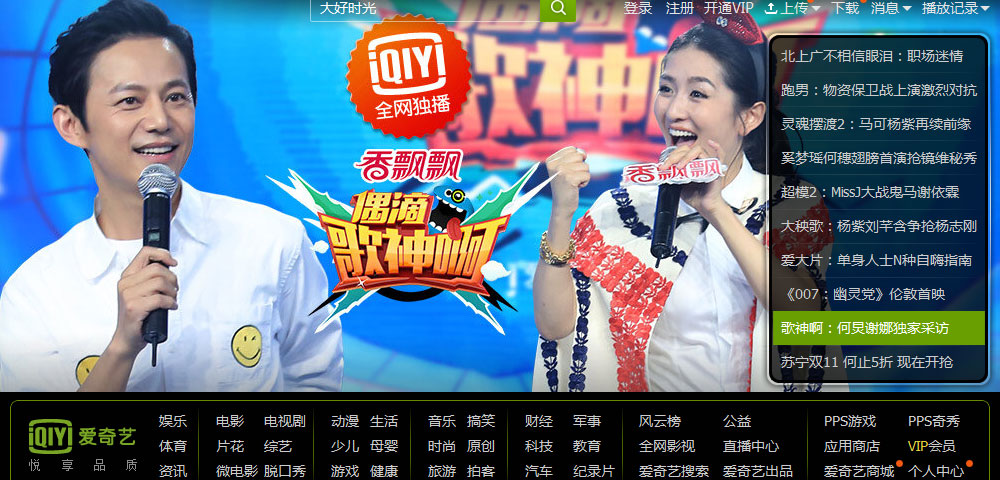 大好时光
登录 注册 开通VIP 上传 下载 消息 播放记录
iQIYI
全网独播
香飘飘
偶滴
歌神啊
偶滴
歌神啊
香飘飘
北上广不相信眼泪：职场迷情
跑男：物资保卫战上演激烈对抗
灵魂摆渡2：马可杨紫再续前缘
奚梦瑶何穗翅膀首演抢镜维秘秀
超模2：MissJ大战鬼马谢依霖
大秧歌：杨紫刘芊含争抢杨志刚
爱大片：单身人士N种自嗨指南
《007：幽灵党》伦敦首映
歌神啊：何炅谢娜独家采访
苏宁双11 何止5折 现在开抢
iQIYI 爱奇艺
悦享品质
娱乐 电影 电视剧 动漫 生活 音乐 搞笑 财经 军事 风云榜 公益 PPS游戏 PPS奇秀
体育 片花 综艺 少儿 母婴 时尚 原创 科技 教育 全网影视 直播中心 应用商店 VIP会员
资讯 微电影 脱口秀 游戏 健康 旅游 拍客 汽车 纪录片 爱奇艺搜索 爱奇艺出品 爱奇艺商城 个人中心